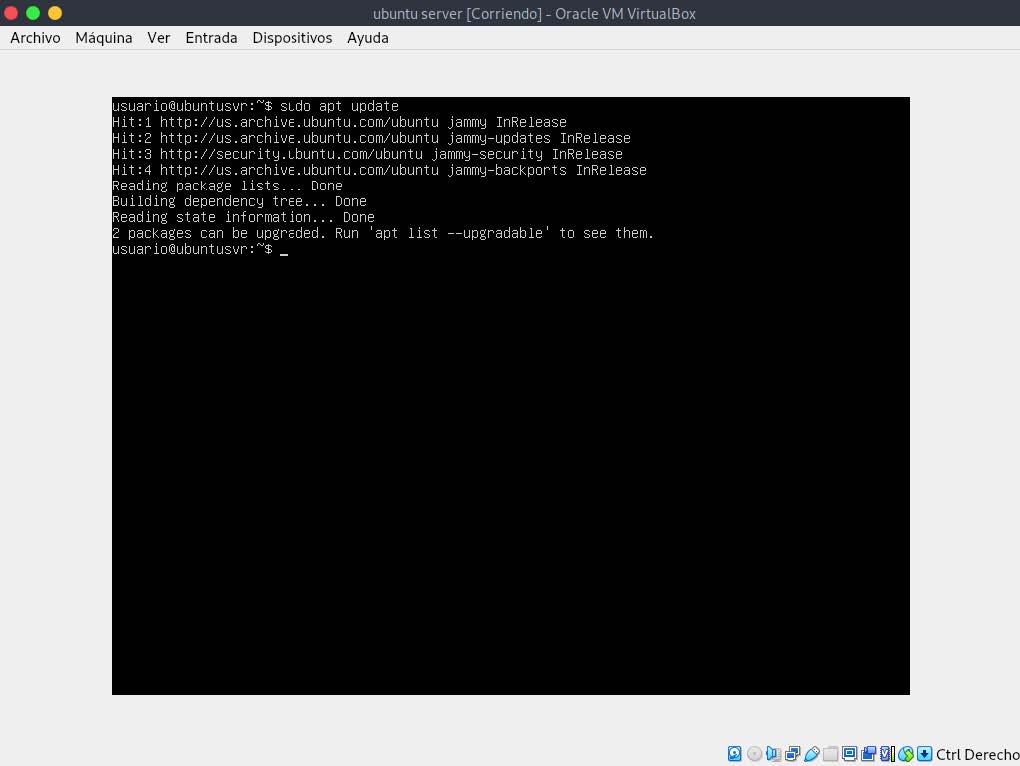 ubuntu server [Corriendo] - Oracle VM VirtualBox
Archivo Máquina Ver Entrada Dispositivos Ayuda
usuario@ubuntusvr:~$ sudo apt update
Hit:1 http://us.archive.ubuntu.com/ubuntu jammy InRelease
Hit:2 http://us.archive.ubuntu.com/ubuntu jammy-updates InRelease
Hit:3 http://security.ubuntu.com/ubuntu jammy-security InRelease
Hit:4 http://us.archive.ubuntu.com/ubuntu jammy-backports InRelease
Reading package lists... Done
Building dependency tree... Done
Reading state information... Done
2 packages can be upgraded. Run 'apt list --upgradable' to see them.
usuario@ubuntusvr:~$ _
Ctrl Derecho